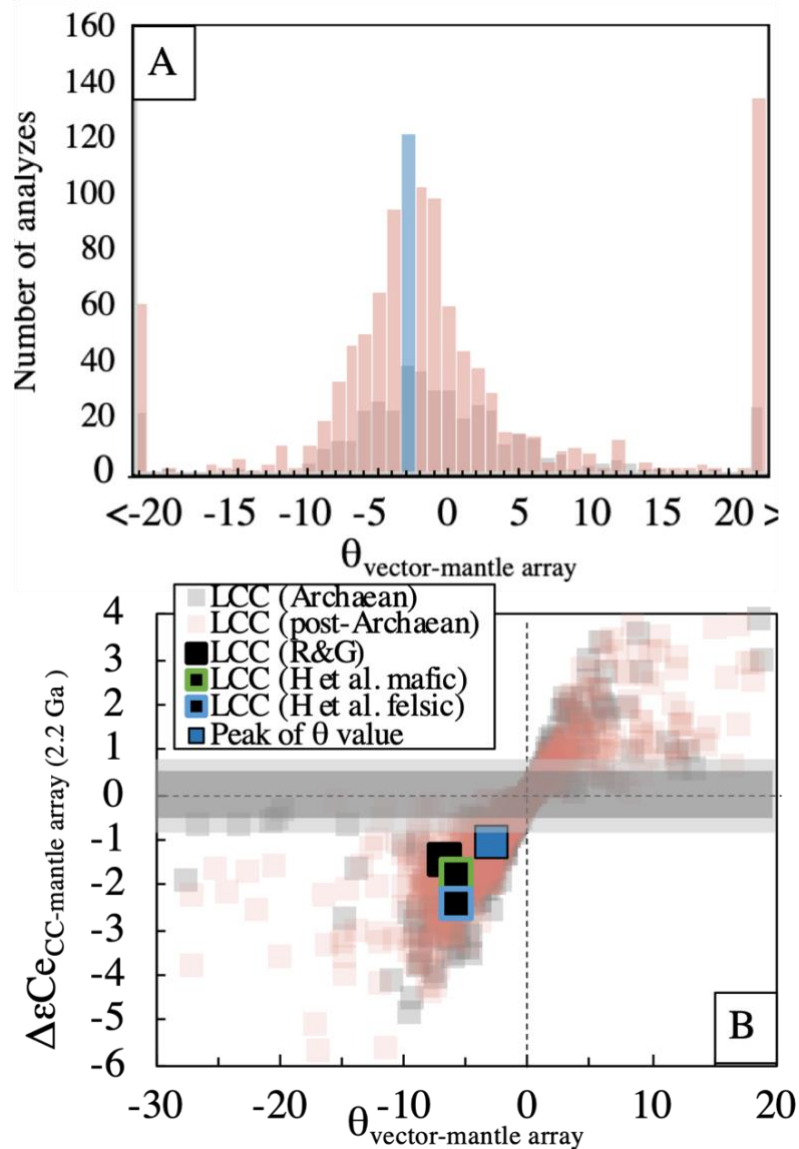 160
A
140
120
100
80
60
40
20
0
Number of analyzes
<-20 -15 -10 -5 0 5 10 15 20 >
θvector-mantle array
LCC (Archæan)
LCC (post-Archæan)
LCC (R&G)
LCC (H et al. mafic)
LCC (H et al. felsic)
Peak of θ value
4
3
2
1
0
-1
-2
-3
-4
-5
-6
ΔεCeCC-mantle array (2.2 Ga )
B
-30 -20 -10 0 10 20
θvector-mantle array